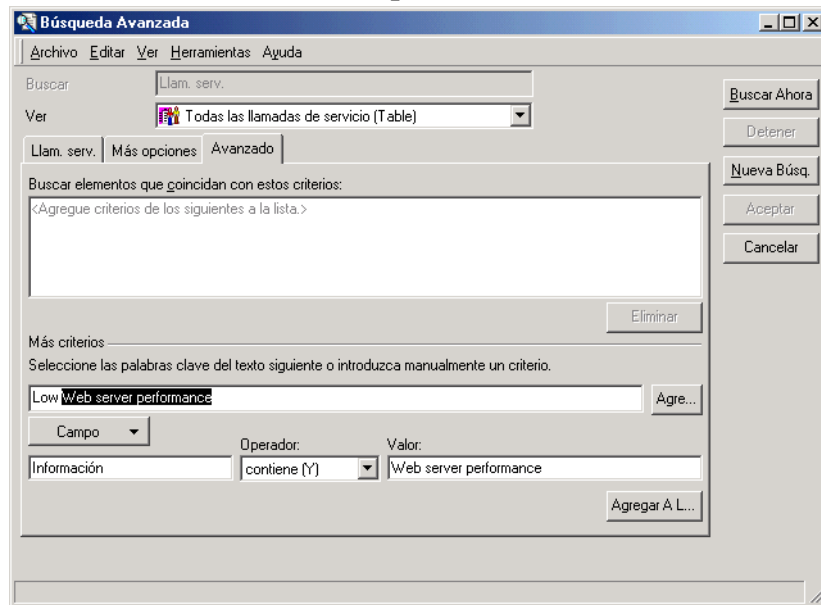 Búsqueda Avanzada
Archivo Editar Ver Herramientas Ayuda
Buscar Llam. serv.
Ver Todas las llamadas de servicio (Table)
Buscar Ahora
Detener
Nueva Búsq.
Aceptar
Cancelar
Llam. serv. Más opciones Avanzado
Buscar elementos que coincidan con estos criterios:
<Agregue criterios de los siguientes a la lista.>
Eliminar
Más criterios
Seleccione las palabras clave del texto siguiente o introduzca manualmente un criterio.
Low Web server performance Agre...
Campo
Operador: Valor:
Información contiene (Y) Web server performance
Agregar A L...